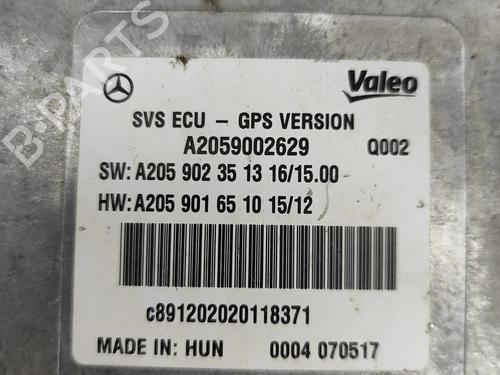 Valeo
SVS ECU – GPS VERSION
A2059002629 Q002
SW: A205 902 35 13 16/15.00
HW: A205 901 65 10 15/12
c891202020118371
MADE IN: HUN 0004 070517
B-PARTS